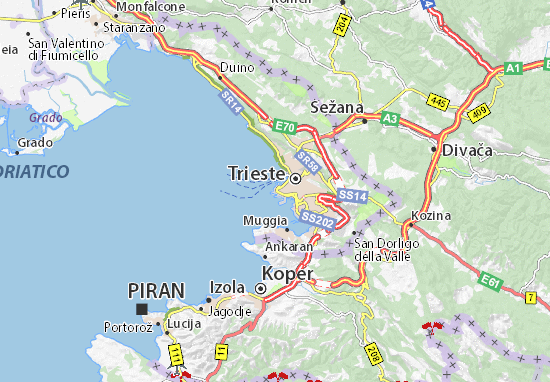 Pieris
Monfalcone
Staranzano
San Valentino
di Fiumicello
Duino
204
A1
445
409
Grado
Grado
SR14
E70
Sežana
A3
Divača
DRIATICO
SR58
Trieste
SS14
SS202
Muggia
Kozina
Ankaran
San Dorligo
della Valle
E61
Koper
Izola
PIRAN
Jagodje
7
Portorož
Lucija
111
11
208